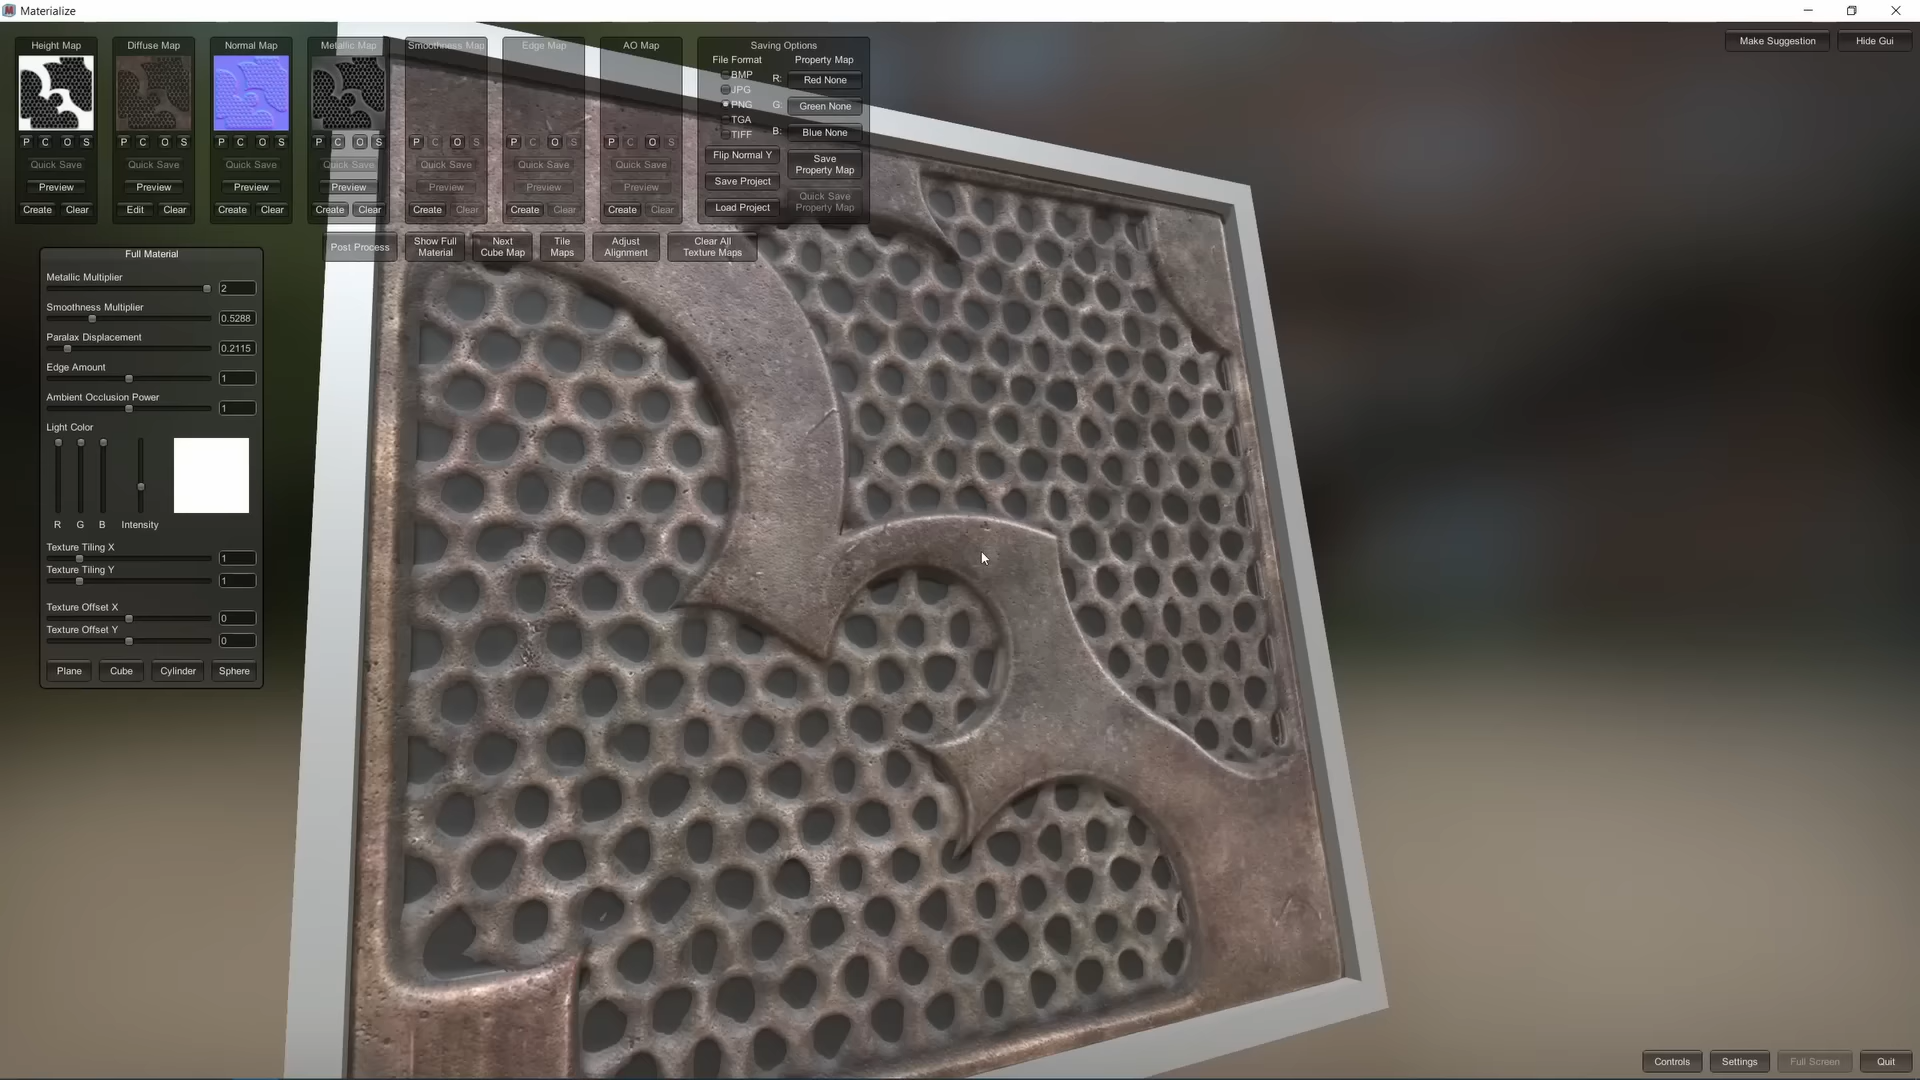 Materialize
Height Map Diffuse Map Normal Map Metallic Map Smoothness Map Edge Map AO Map Saving Options
File Format Property Map
BMP R: Red None
JPG
PNG G: Green None
TGA
TIFF B: Blue None
P C O S P C O S P C O S P C O S P C O S P C O S P C O S
Flip Normal Y Save Property Map
Quick Save Quick Save Quick Save Quick Save Quick Save Quick Save Quick Save
Save Project
Preview Preview Preview Preview Preview Preview Preview
Load Project Quick Save Property Map
Create Clear Edit Clear Create Clear Create Clear Create Clear Create Clear Create Clear
Make Suggestion Hide Gui
Post Process Show Full Material Next Cube Map Tile Maps Adjust Alignment Clear All Texture Maps
Full Material
Metallic Multiplier
2
Smoothness Multiplier
0.5288
Paralax Displacement
0.2115
Edge Amount
1
Ambient Occlusion Power
1
Light Color
R G B Intensity
Texture Tiling X
1
Texture Tiling Y
1
Texture Offset X
0
Texture Offset Y
0
Plane Cube Cylinder Sphere
Controls Settings Full Screen Quit